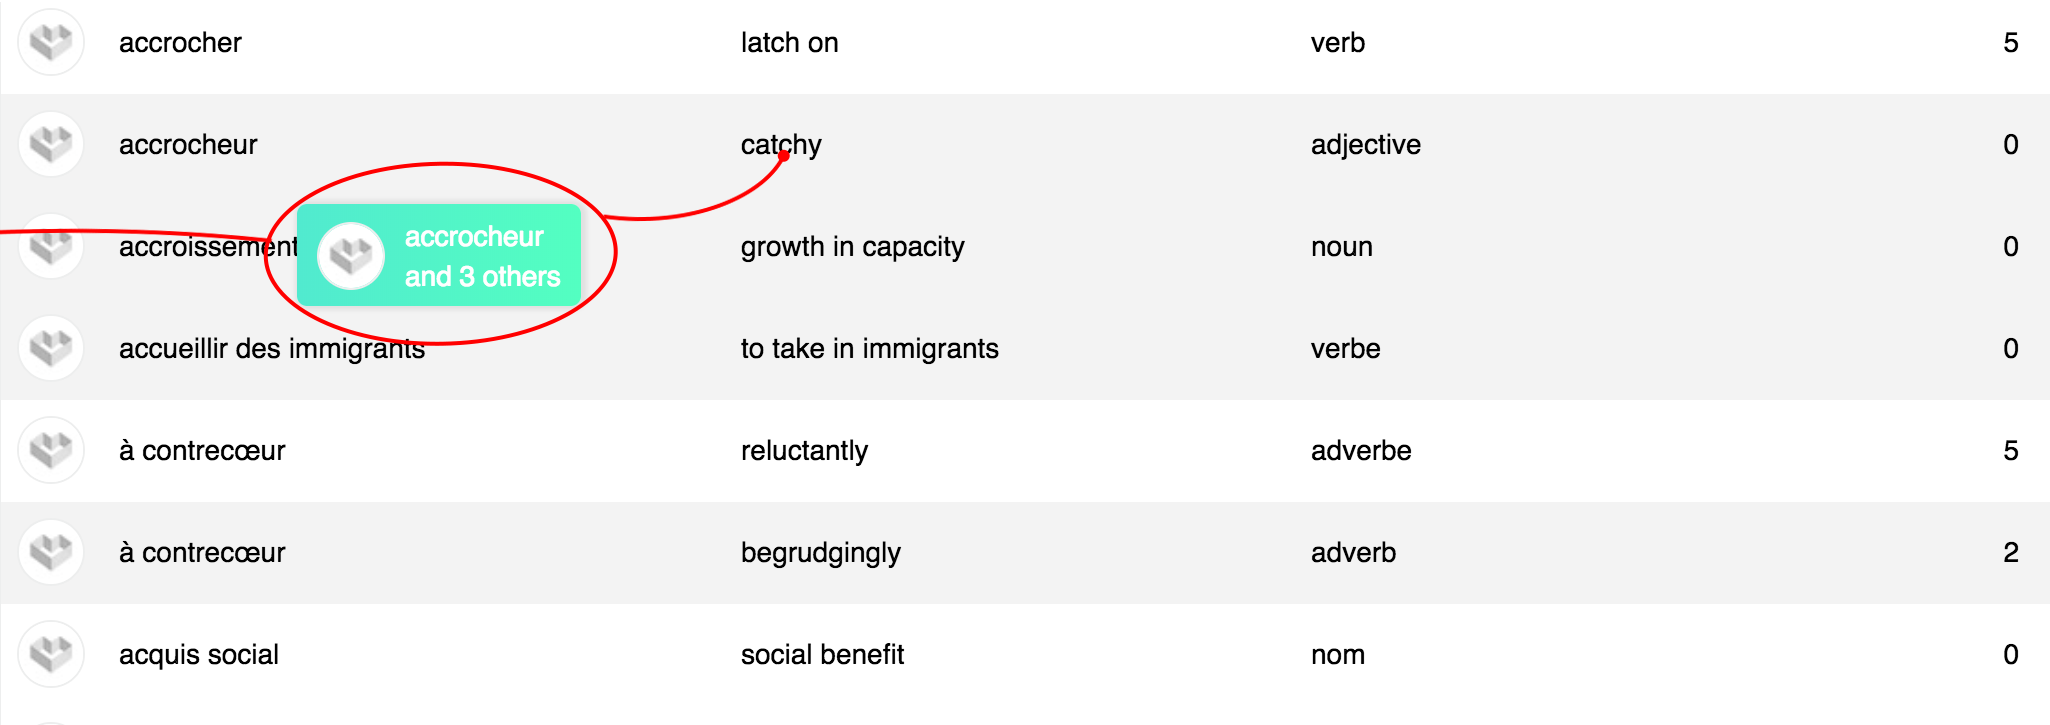 accrocher latch on verb 5
accrocheur catchy adjective 0
accroissement growth in capacity noun 0
accrocheur
and 3 others
accueillir des immigrants to take in immigrants verbe 0
à contrecœur reluctantly adverbe 5
à contrecœur begrudgingly adverb 2
acquis social social benefit nom 0